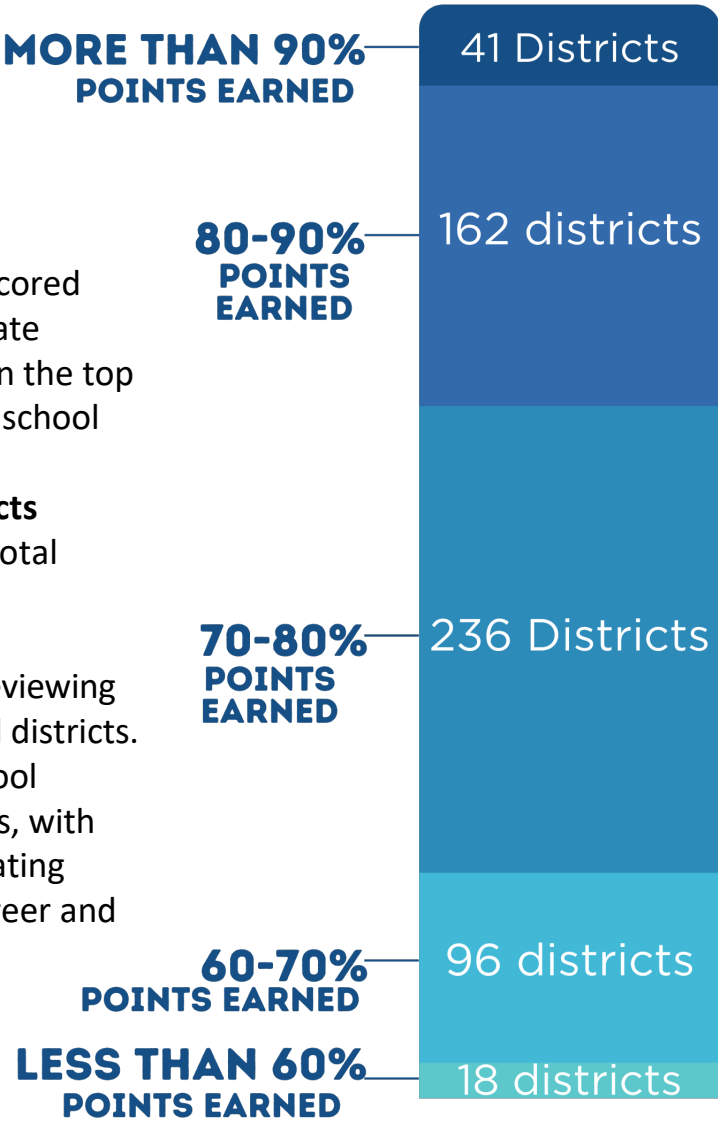 MORE THAN 90%
POINTS EARNED
41 Districts
80-90%
POINTS
EARNED
162 districts
cored
ate
n the top
school
cts
otal
70-80%
POINTS
EARNED
236 Districts
viewing
districts.
ool
s, with
ating
eer and
60-70%
POINTS EARNED
96 districts
LESS THAN 60%
POINTS EARNED
18 districts